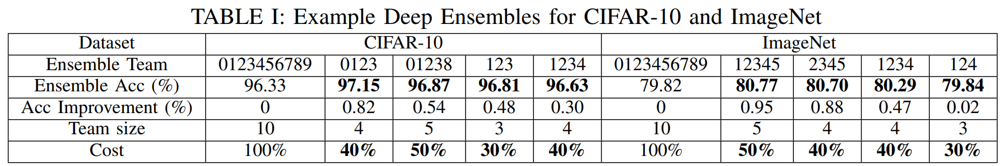 TABLE I: Example Deep Ensembles for CIFAR-10 and ImageNet
Dataset CIFAR-10 ImageNet
Ensemble Team 0123456789 0123 01238 123 1234 0123456789 12345 2345 1234 124
Ensemble Acc (%) 96.33 97.15 96.87 96.81 96.63 79.82 80.77 80.70 80.29 79.84
Acc Improvement (%) 0 0.82 0.54 0.48 0.30 0 0.95 0.88 0.47 0.02
Team size 10 4 5 3 4 10 5 4 4 3
Cost 100% 40% 50% 30% 40% 100% 50% 40% 40% 30%